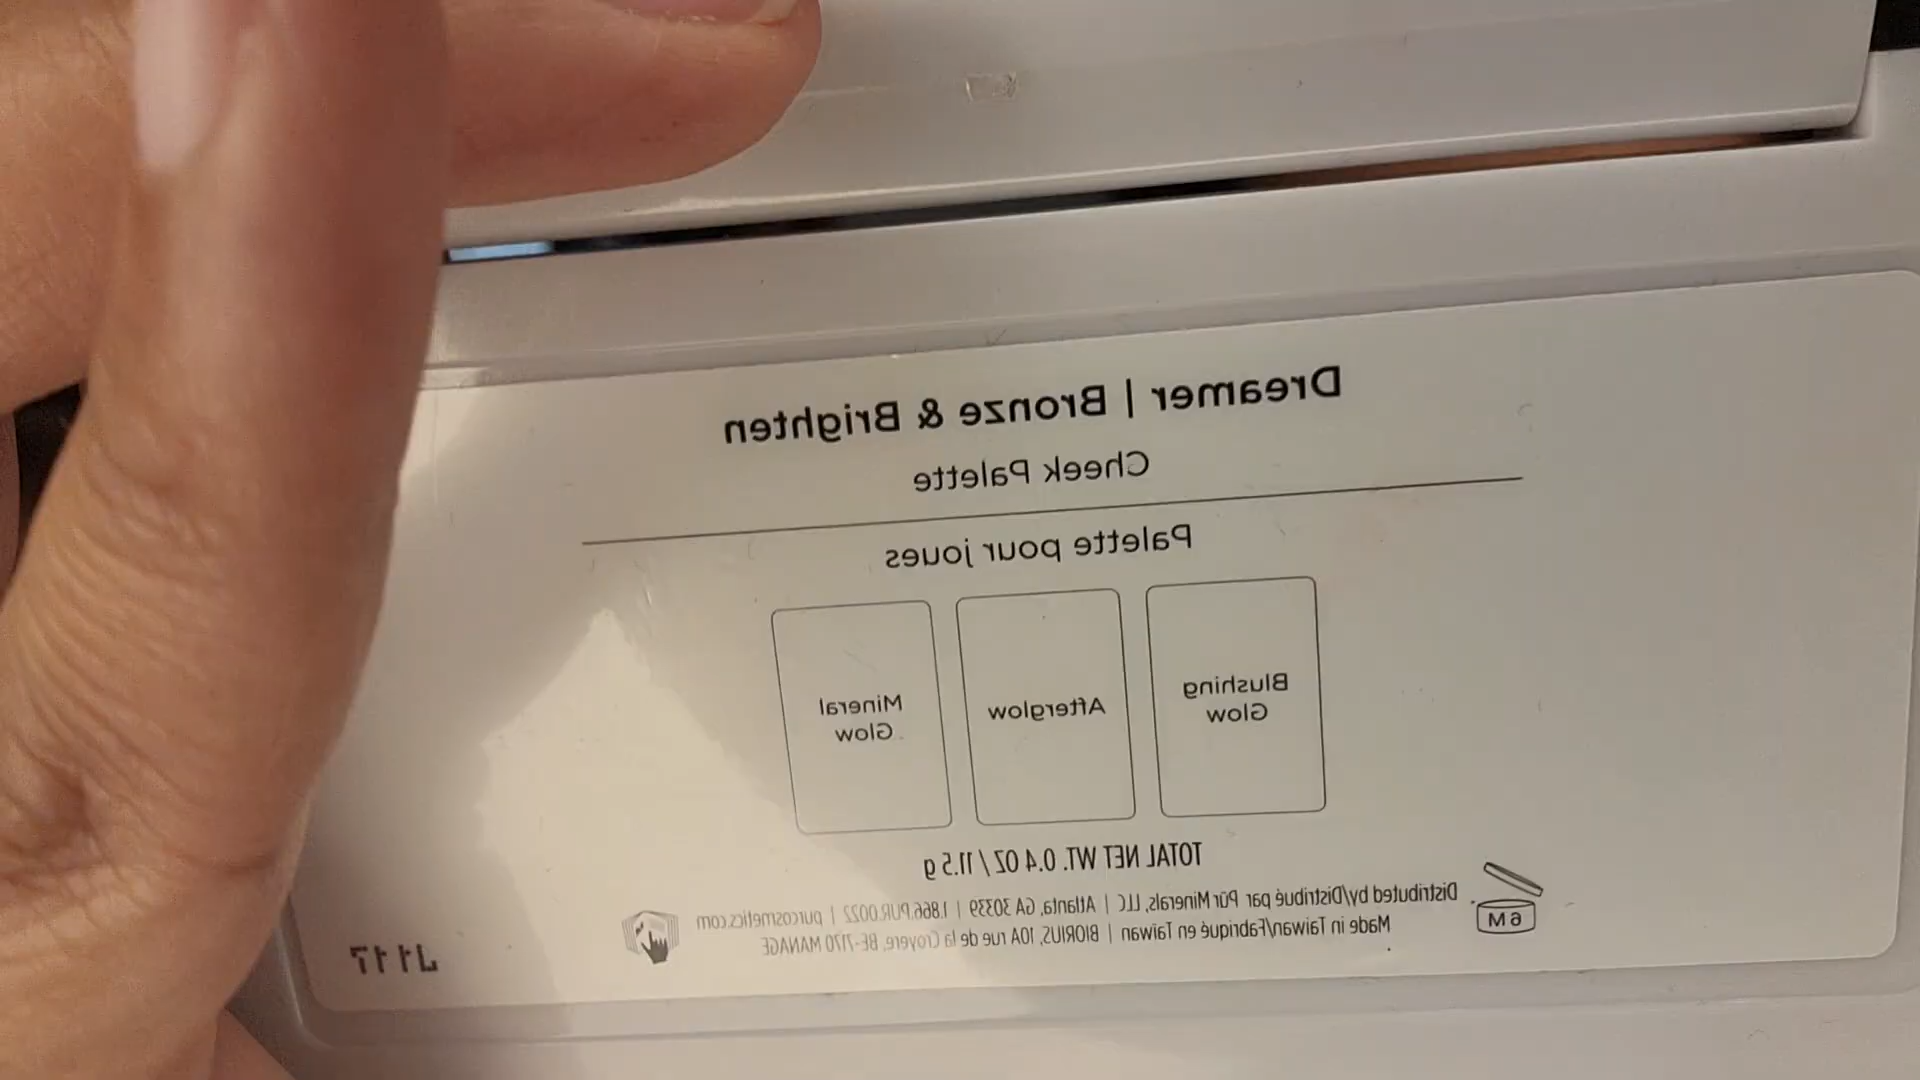 Dreamer | Bronze & Brighten
Cheek Palette
Palette pour joues
Blushing
Glow
Afterglow
Mineral
Glow
TOTAL NET WT. 0.4 OZ / 11.5 g
Distributed by/Distribué par Pür Minerals, LLC | Atlanta, GA 30339 | 1.866.PUR.0022 | purcosmetics.com
Made in Taiwan/Fabriqué en Taïwan | BIORIUS, 10A rue de la Croyere, BE-7170 MANAGE
6M